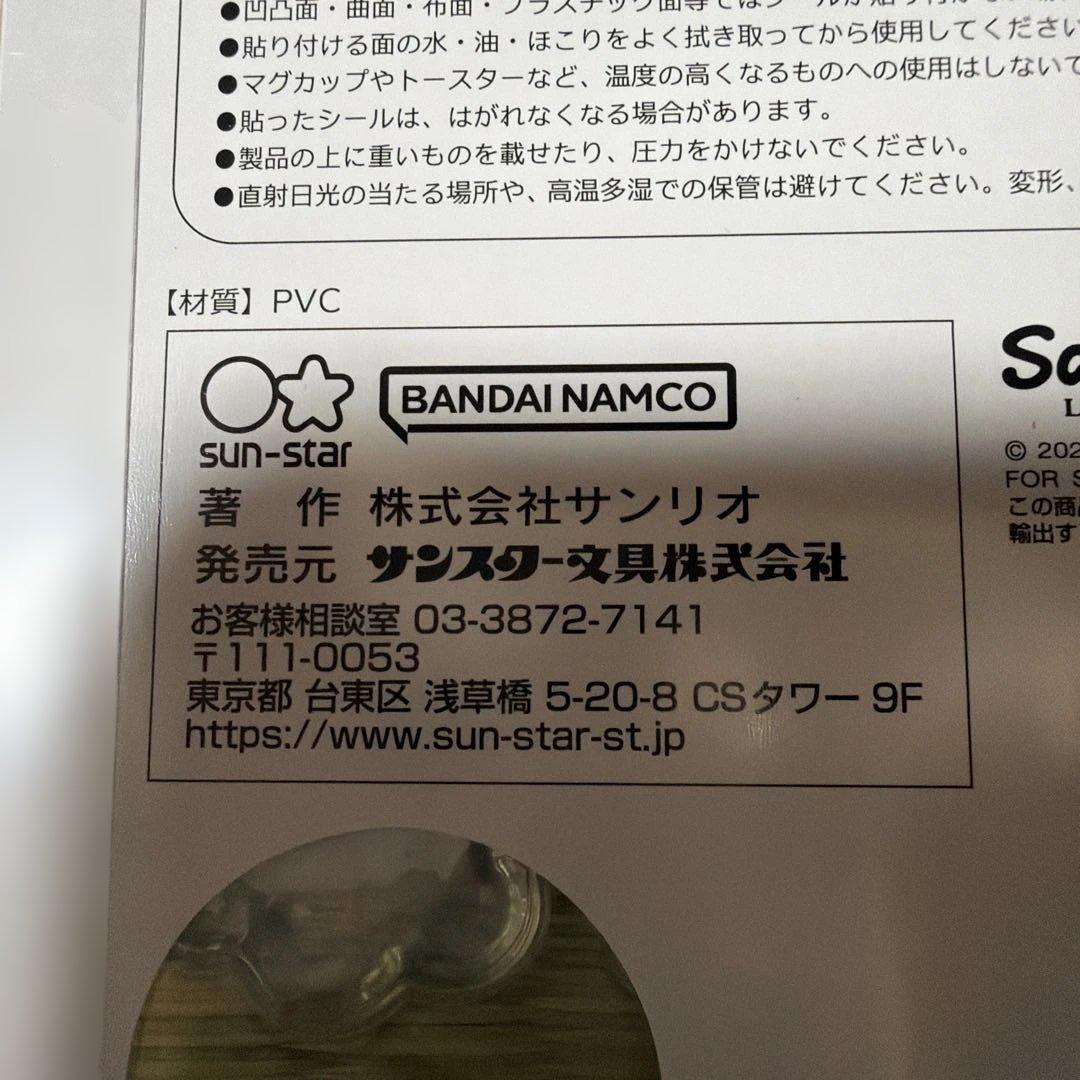 ●凹凸面・曲面・布面・プラスチック面等ではシールが貼り付か
●貼り付ける面の水・油・ほこりをよく拭き取ってから使用してください
●マグカップやトースターなど、温度の高くなるものへの使用はしないで
●貼ったシールは、はがれなくなる場合があります。
●製品の上に重いものを載せたり、圧力をかけないでください。
●直射日光の当たる場所や、高温多湿での保管は避けてください。変形、
【材質】PVC
sun-star
BANDAI NAMCO
著 作 株式会社サンリオ
発売元 サンスター文具株式会社
お客様相談室 03-3872-7141
〒111-0053
東京都 台東区 浅草橋 5-20-8 CSタワー 9F
https://www.sun-star-st.jp
Sa
L
© 202
FOR S
この商品
輸出す